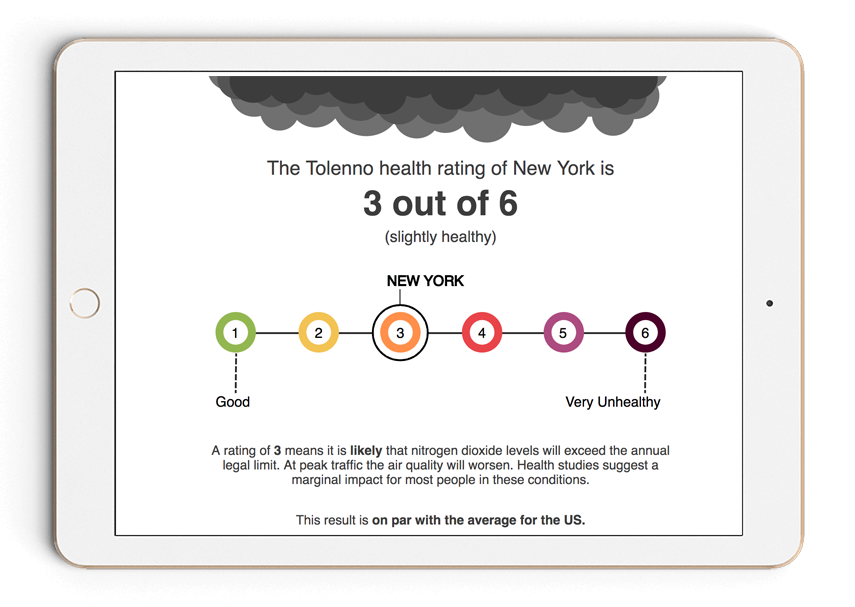 The Tolenno health rating of New York is
3 out of 6
(slightly healthy)
NEW YORK
1 2 3 4 5 6
Good Very Unhealthy
A rating of 3 means it is likely that nitrogen dioxide levels will exceed the annual
legal limit. At peak traffic the air quality will worsen. Health studies suggest a
marginal impact for most people in these conditions.
This result is on par with the average for the US.